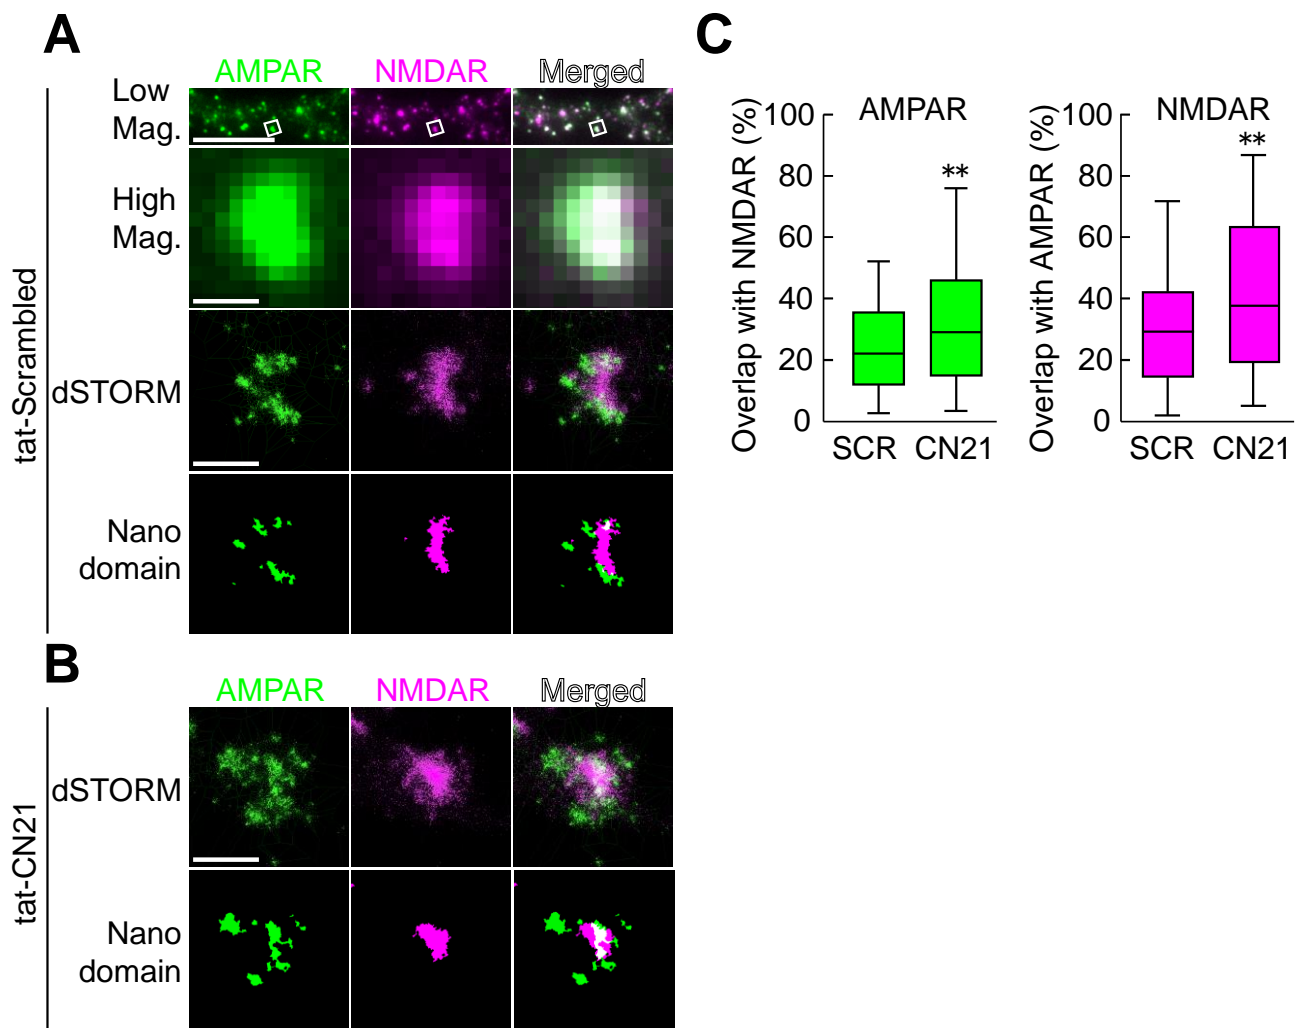 A
AMPAR NMDAR Merged
tat-Scrambled
Low
Mag.
High
Mag.
dSTORM
Nano
domain
B
AMPAR NMDAR Merged
tat-CN21
dSTORM
Nano
domain
C
AMPAR
Overlap with NMDAR (%)
100
80
60
40
20
0
**
SCR CN21
NMDAR
Overlap with AMPAR (%)
100
80
60
40
20
0
**
SCR CN21